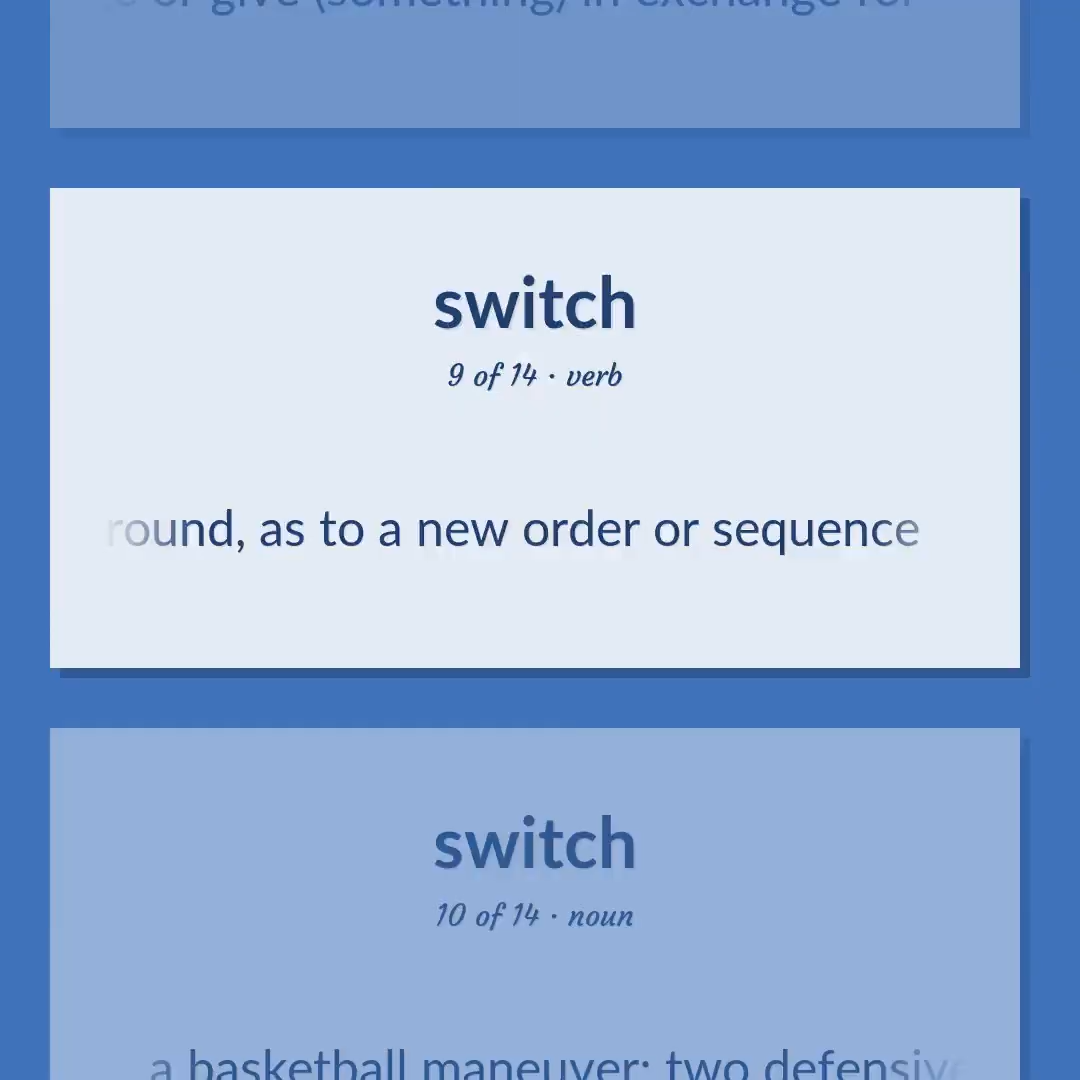 or give (something) in exchange for
switch
9 of 14 · verb
round, as to a new order or sequence
switch
10 of 14 · noun
a basketball maneuver: two defensive